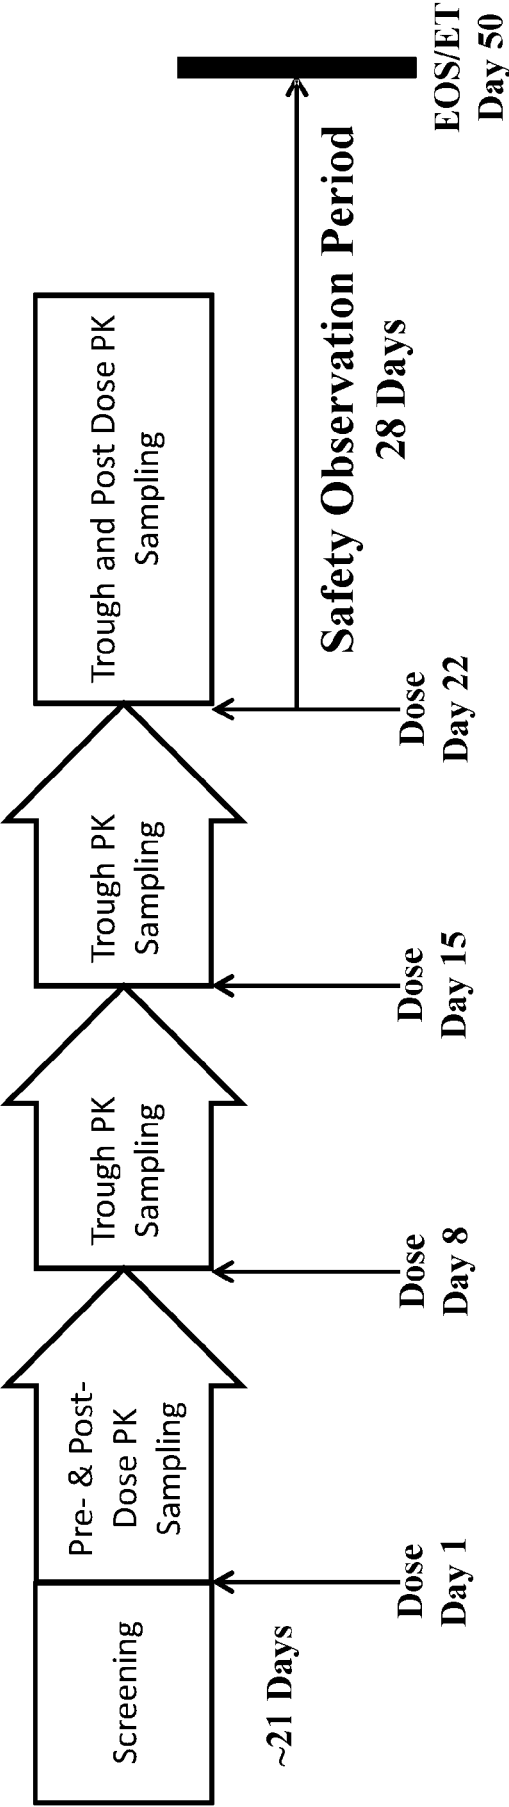 Screening
Pre- & Post-
Dose PK
Sampling
Trough PK
Sampling
Trough PK
Sampling
Trough and Post Dose PK
Sampling
~21 Days
Dose
Day 1
Dose
Day 8
Dose
Day 15
Dose
Day 22
Safety Observation Period
28 Days
EOS/ET
Day 50